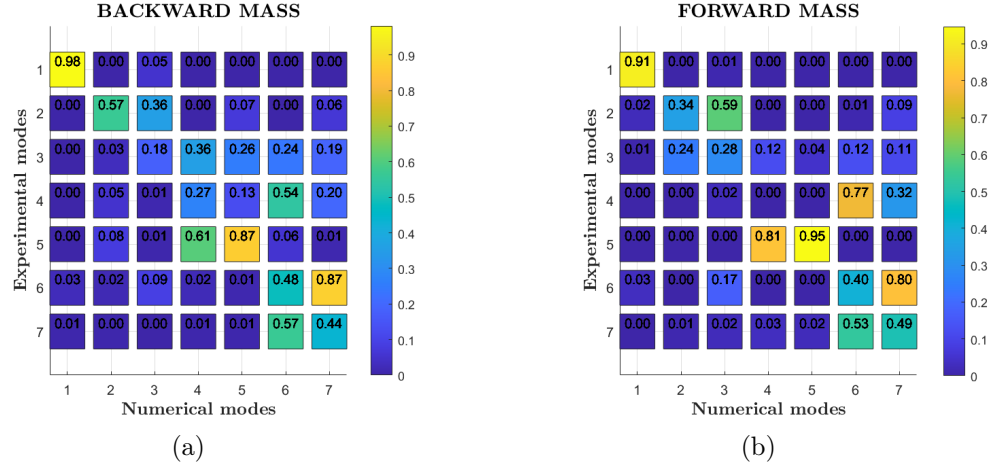 BACKWARD MASS
Experimental modes
1 0.98 0.00 0.05 0.00 0.00 0.00 0.00
2 0.00 0.57 0.36 0.00 0.07 0.00 0.06
3 0.00 0.03 0.18 0.36 0.26 0.24 0.19
4 0.00 0.05 0.01 0.27 0.13 0.54 0.20
5 0.00 0.08 0.01 0.61 0.87 0.06 0.01
6 0.03 0.02 0.09 0.02 0.01 0.48 0.87
7 0.01 0.00 0.00 0.01 0.01 0.57 0.44
1 2 3 4 5 6 7
Numerical modes
0.9
0.8
0.7
0.6
0.5
0.4
0.3
0.2
0.1
0
(a)
FORWARD MASS
Experimental modes
1 0.91 0.00 0.01 0.00 0.00 0.00 0.00
2 0.02 0.34 0.59 0.00 0.00 0.01 0.09
3 0.01 0.24 0.28 0.12 0.04 0.12 0.11
4 0.00 0.00 0.02 0.00 0.00 0.77 0.32
5 0.00 0.00 0.00 0.81 0.95 0.00 0.00
6 0.03 0.00 0.17 0.00 0.00 0.40 0.80
7 0.00 0.01 0.02 0.03 0.02 0.53 0.49
1 2 3 4 5 6 7
Numerical modes
0.9
0.8
0.7
0.6
0.5
0.4
0.3
0.2
0.1
0
(b)